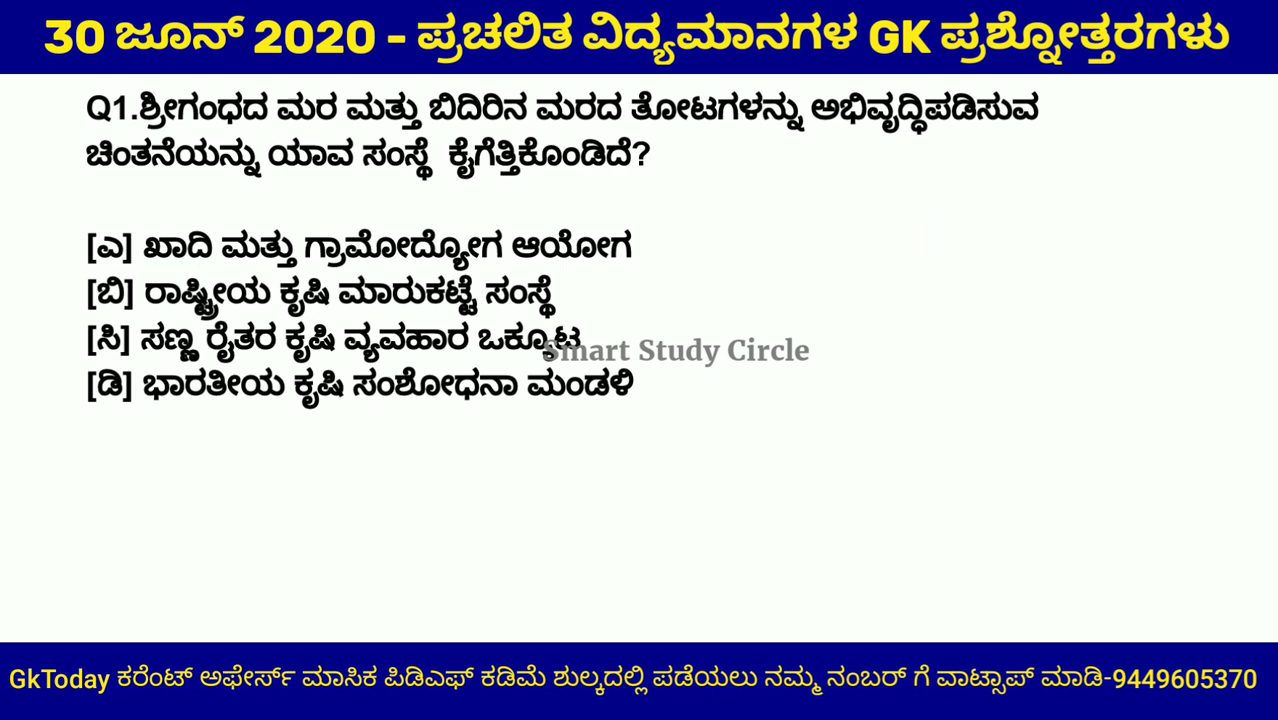 30 ಜೂನ್ 2020 - ಪ್ರಚಲಿತ ವಿದ್ಯಮಾನಗಳ GK ಪ್ರಶ್ನೋತ್ತರಗಳು
Q1.ಶ್ರೀಗಂಧದ ಮರ ಮತ್ತು ಬಿದಿರಿನ ಮರದ ತೋಟಗಳನ್ನು ಅಭಿವೃದ್ಧಿಪಡಿಸುವ
ಚಿಂತನೆಯನ್ನು ಯಾವ ಸಂಸ್ಥೆ ಕೈಗೆತ್ತಿಕೊಂಡಿದೆ?
[ಎ] ಖಾದಿ ಮತ್ತು ಗ್ರಾಮೋದ್ಯೋಗ ಆಯೋಗ
[ಬಿ] ರಾಷ್ಟ್ರೀಯ ಕೃಷಿ ಮಾರುಕಟ್ಟೆ ಸಂಸ್ಥೆ
[ಸಿ] ಸಣ್ಣ ರೈತರ ಕೃಷಿ ವ್ಯವಹಾರ ಒಕ್ಕೂಟ
Smart Study Circle
[ಡಿ] ಭಾರತೀಯ ಕೃಷಿ ಸಂಶೋಧನಾ ಮಂಡಳಿ
GkToday ಕರೆಂಟ್ ಅಫೇರ್ಸ್ ಮಾಸಿಕ ಪಿಡಿಎಫ್ ಕಡಿಮೆ ಶುಲ್ಕದಲ್ಲಿ ಪಡೆಯಲು ನಮ್ಮ ನಂಬರ್ ಗೆ ವಾಟ್ಸಾಪ್ ಮಾಡಿ-9449605370